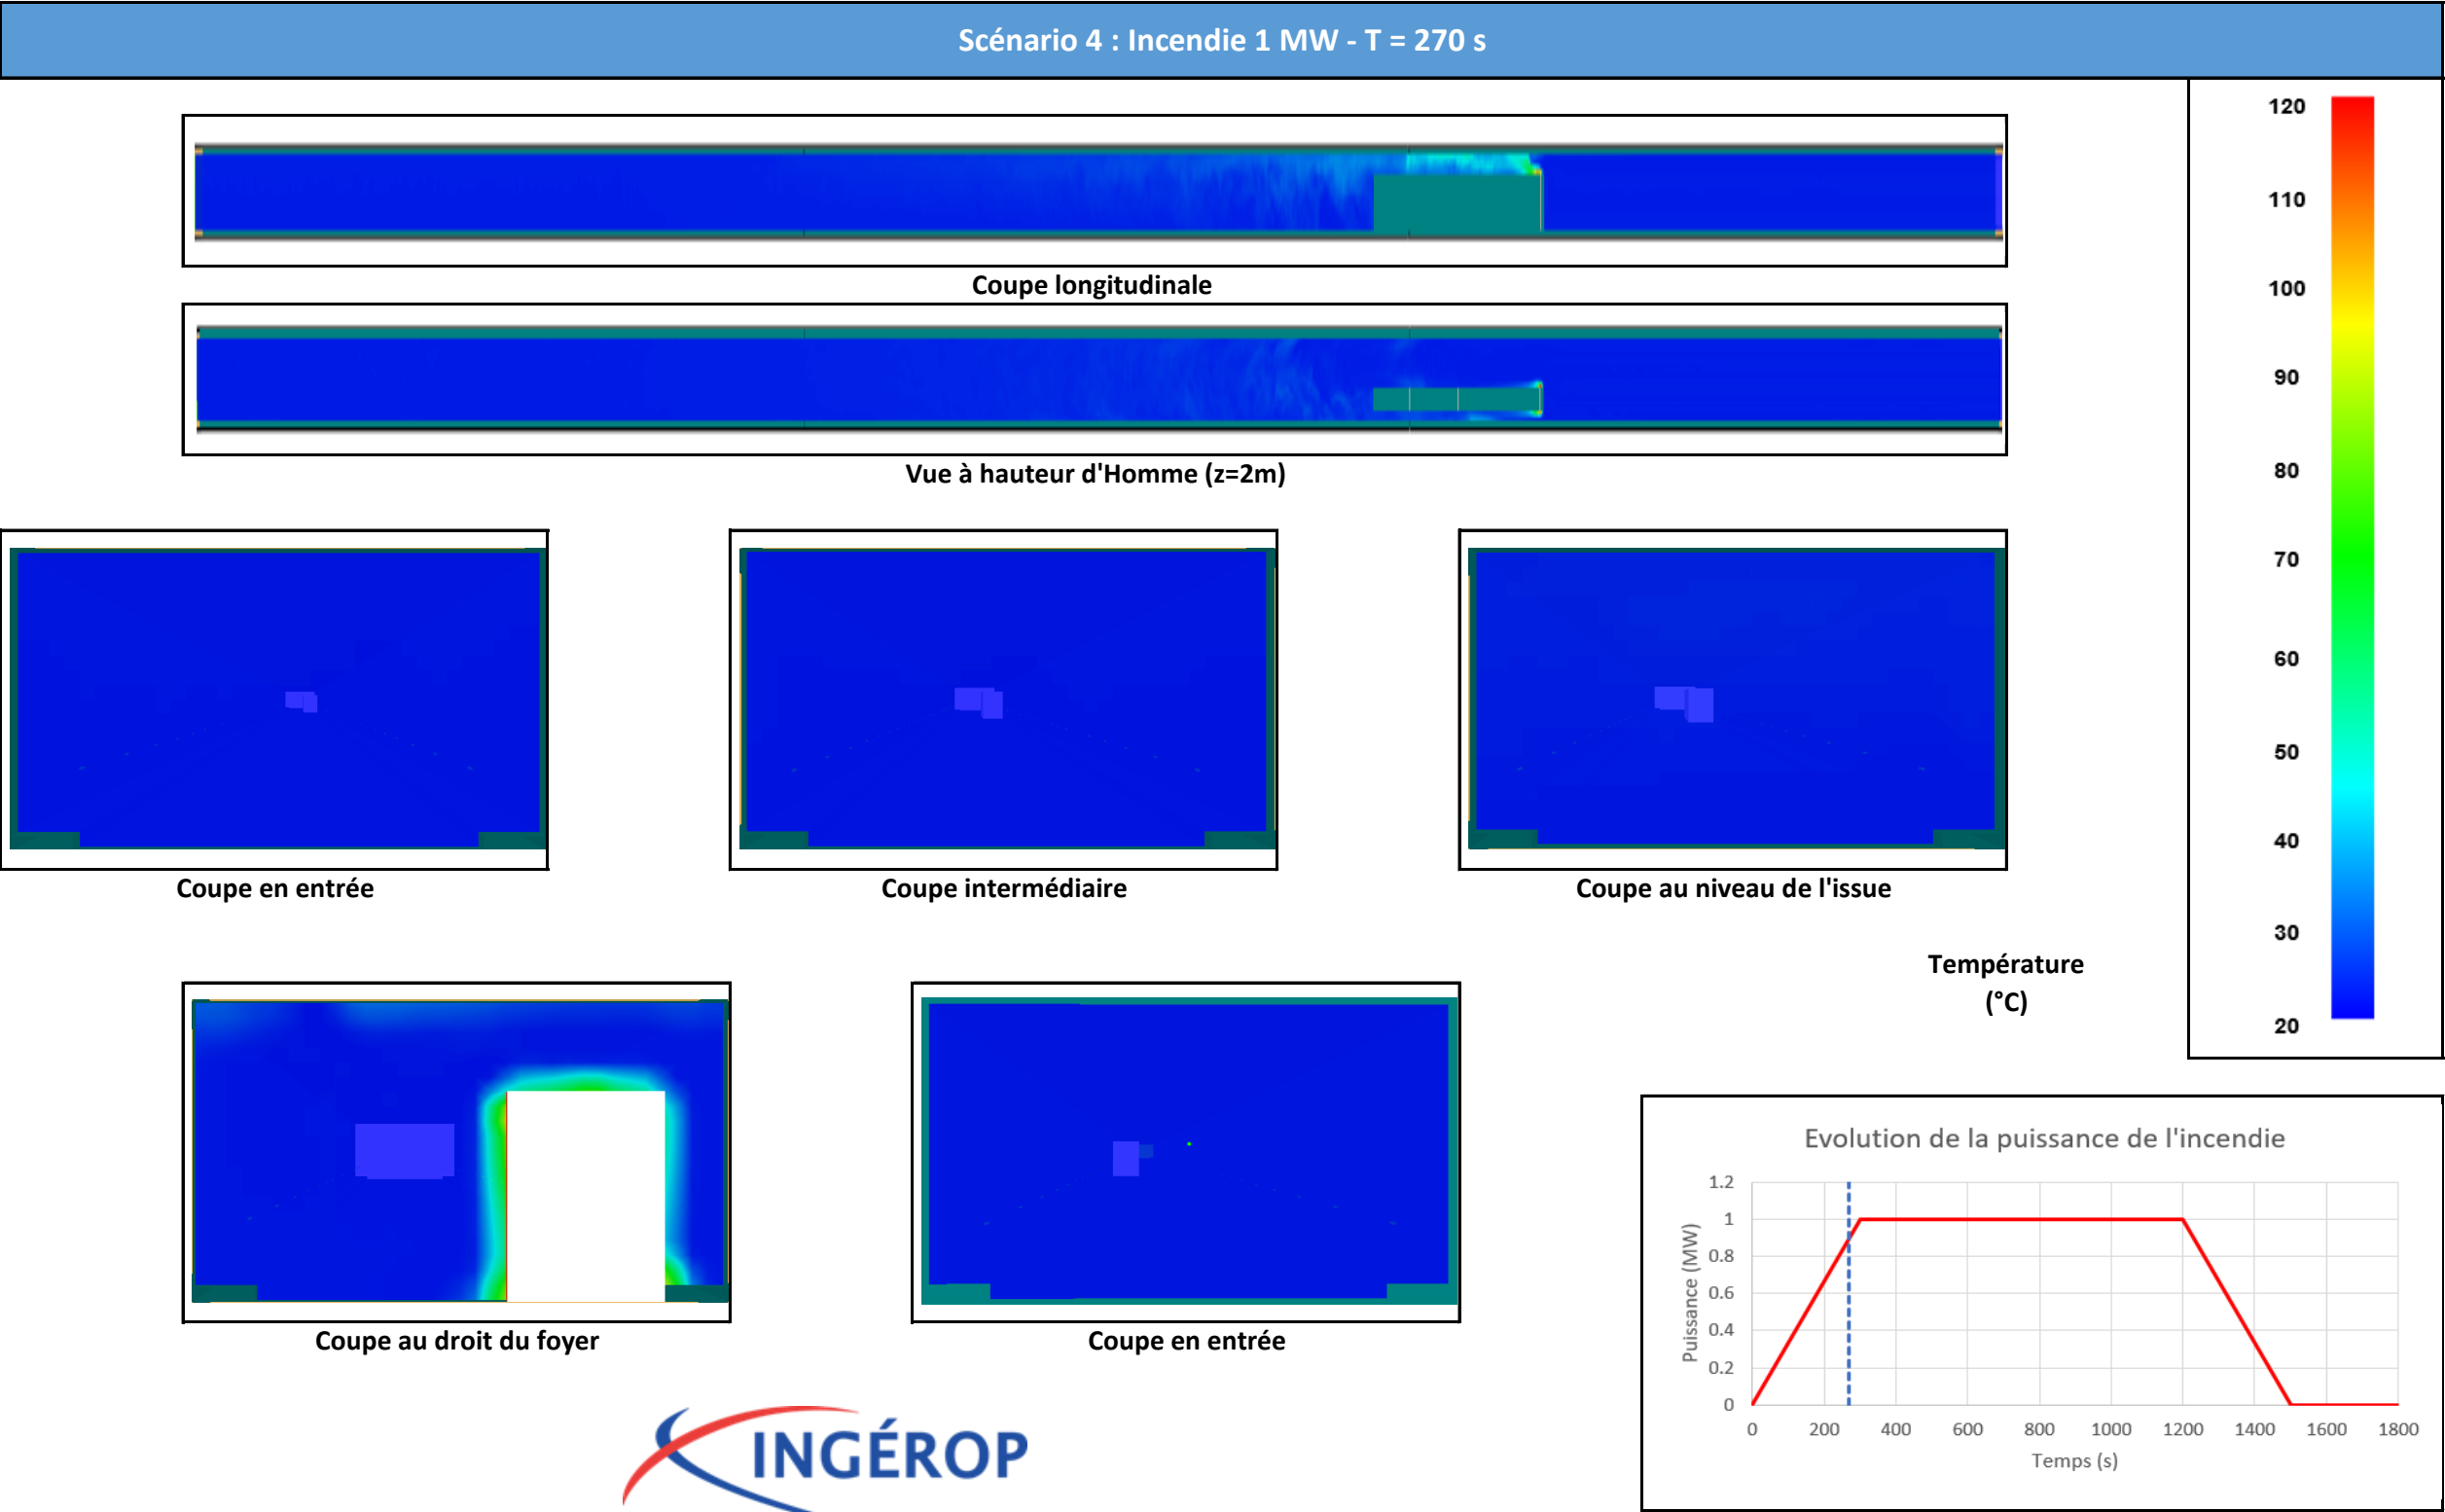 Scénario 4 : Incendie 1 MW - T = 270 s
Coupe longitudinale
Vue à hauteur d'Homme (z=2m)
Coupe en entrée
Coupe intermédiaire
Coupe au niveau de l'issue
Coupe au droit du foyer
Coupe en entrée
Température
(°C)
120
110
100
90
80
70
60
50
40
30
20
Evolution de la puissance de l'incendie
Puissance (MW)
1.2
1
0.8
0.6
0.4
0.2
0
0 200 400 600 800 1000 1200 1400 1600 1800
Temps (s)
INGÉROP